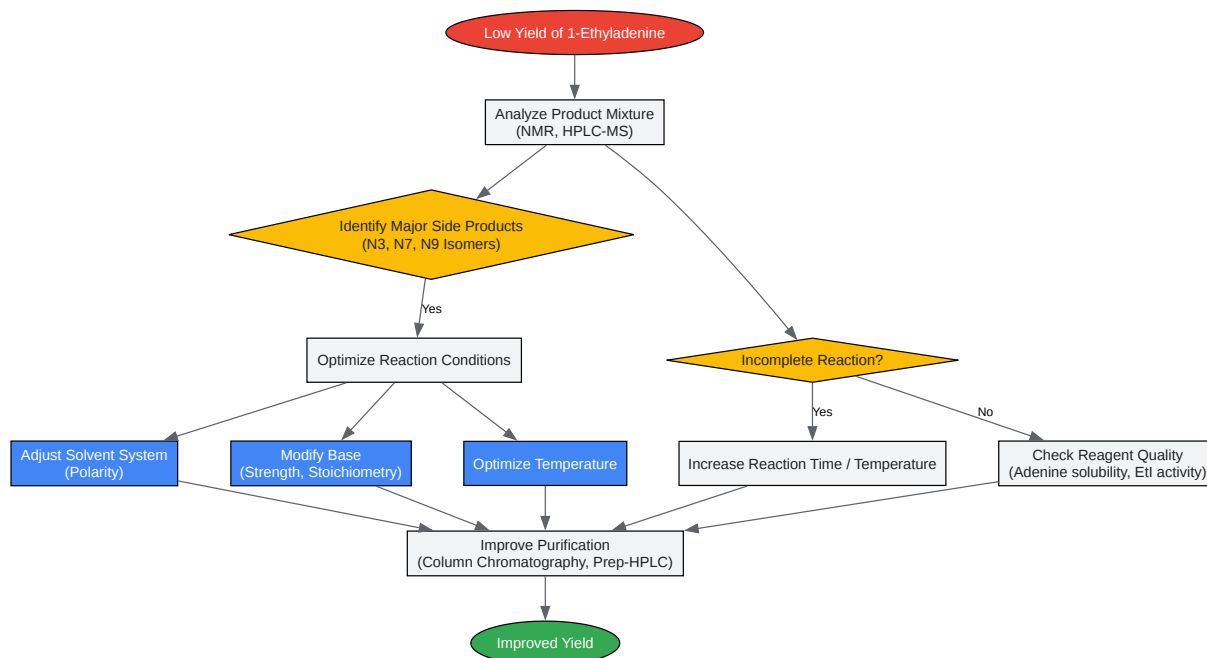 Low Yield of 1-Ethyladenine
Analyze Product Mixture
(NMR, HPLC-MS)
Identify Major Side Products
(N3, N7, N9 Isomers)
Yes
Optimize Reaction Conditions
Incomplete Reaction?
Yes
No
Adjust Solvent System
(Polarity)
Modify Base
(Strength, Stoichiometry)
Optimize Temperature
Increase Reaction Time / Temperature
Check Reagent Quality
(Adenine solubility, EtI activity)
Improve Purification
(Column Chromatography, Prep-HPLC)
Improved Yield